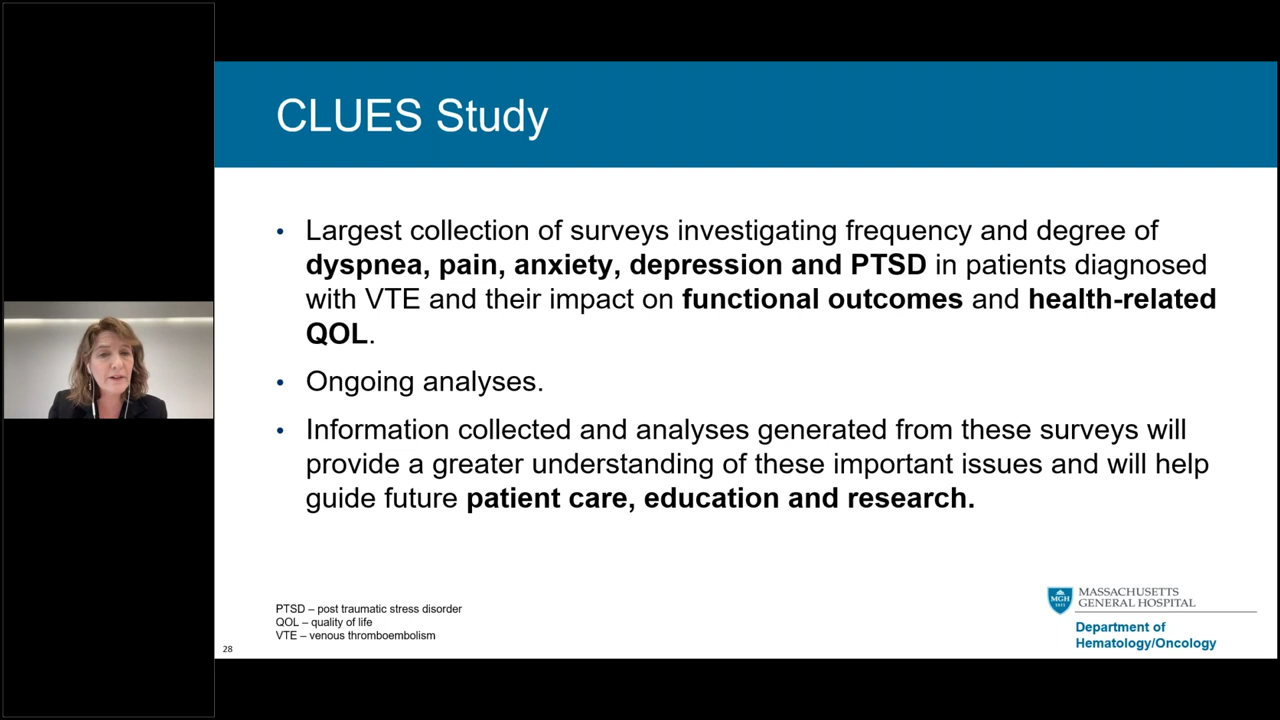 CLUES Study
• Largest collection of surveys investigating frequency and degree of
dyspnea, pain, anxiety, depression and PTSD in patients diagnosed
with VTE and their impact on functional outcomes and health-related
QOL.
• Ongoing analyses.
• Information collected and analyses generated from these surveys will
provide a greater understanding of these important issues and will help
guide future patient care, education and research.
PTSD – post traumatic stress disorder
QOL – quality of life
VTE – venous thromboembolism
28
MGH
1811
MASSACHUSETTS
GENERAL HOSPITAL
Department of
Hematology/Oncology